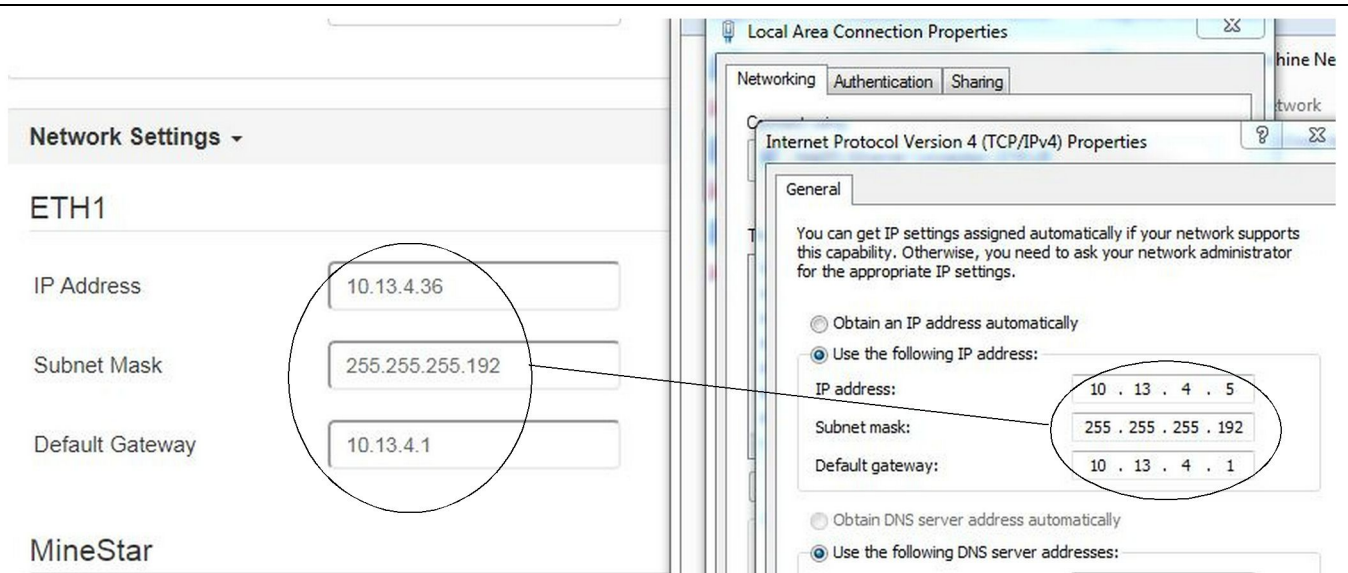 Network Settings
ETH1
IP Address
10.13.4.36
Subnet Mask
255.255.255.192
Default Gateway
10.13.4.1
MineStar
Local Area Connection Properties
Networking
Authentication
Sharing
hine Ne
twork
Internet Protocol Version 4 (TCP/IPv4) Properties
General
You can get IP settings assigned automatically if your network supports
this capability. Otherwise, you need to ask your network administrator
for the appropriate IP settings.
Obtain an IP address automatically
Use the following IP address:
IP address:
10 . 13 . 4 . 5
Subnet mask:
255 . 255 . 255 . 192
Default gateway:
10 . 13 . 4 . 1
Obtain DNS server address automatically
Use the following DNS server addresses: